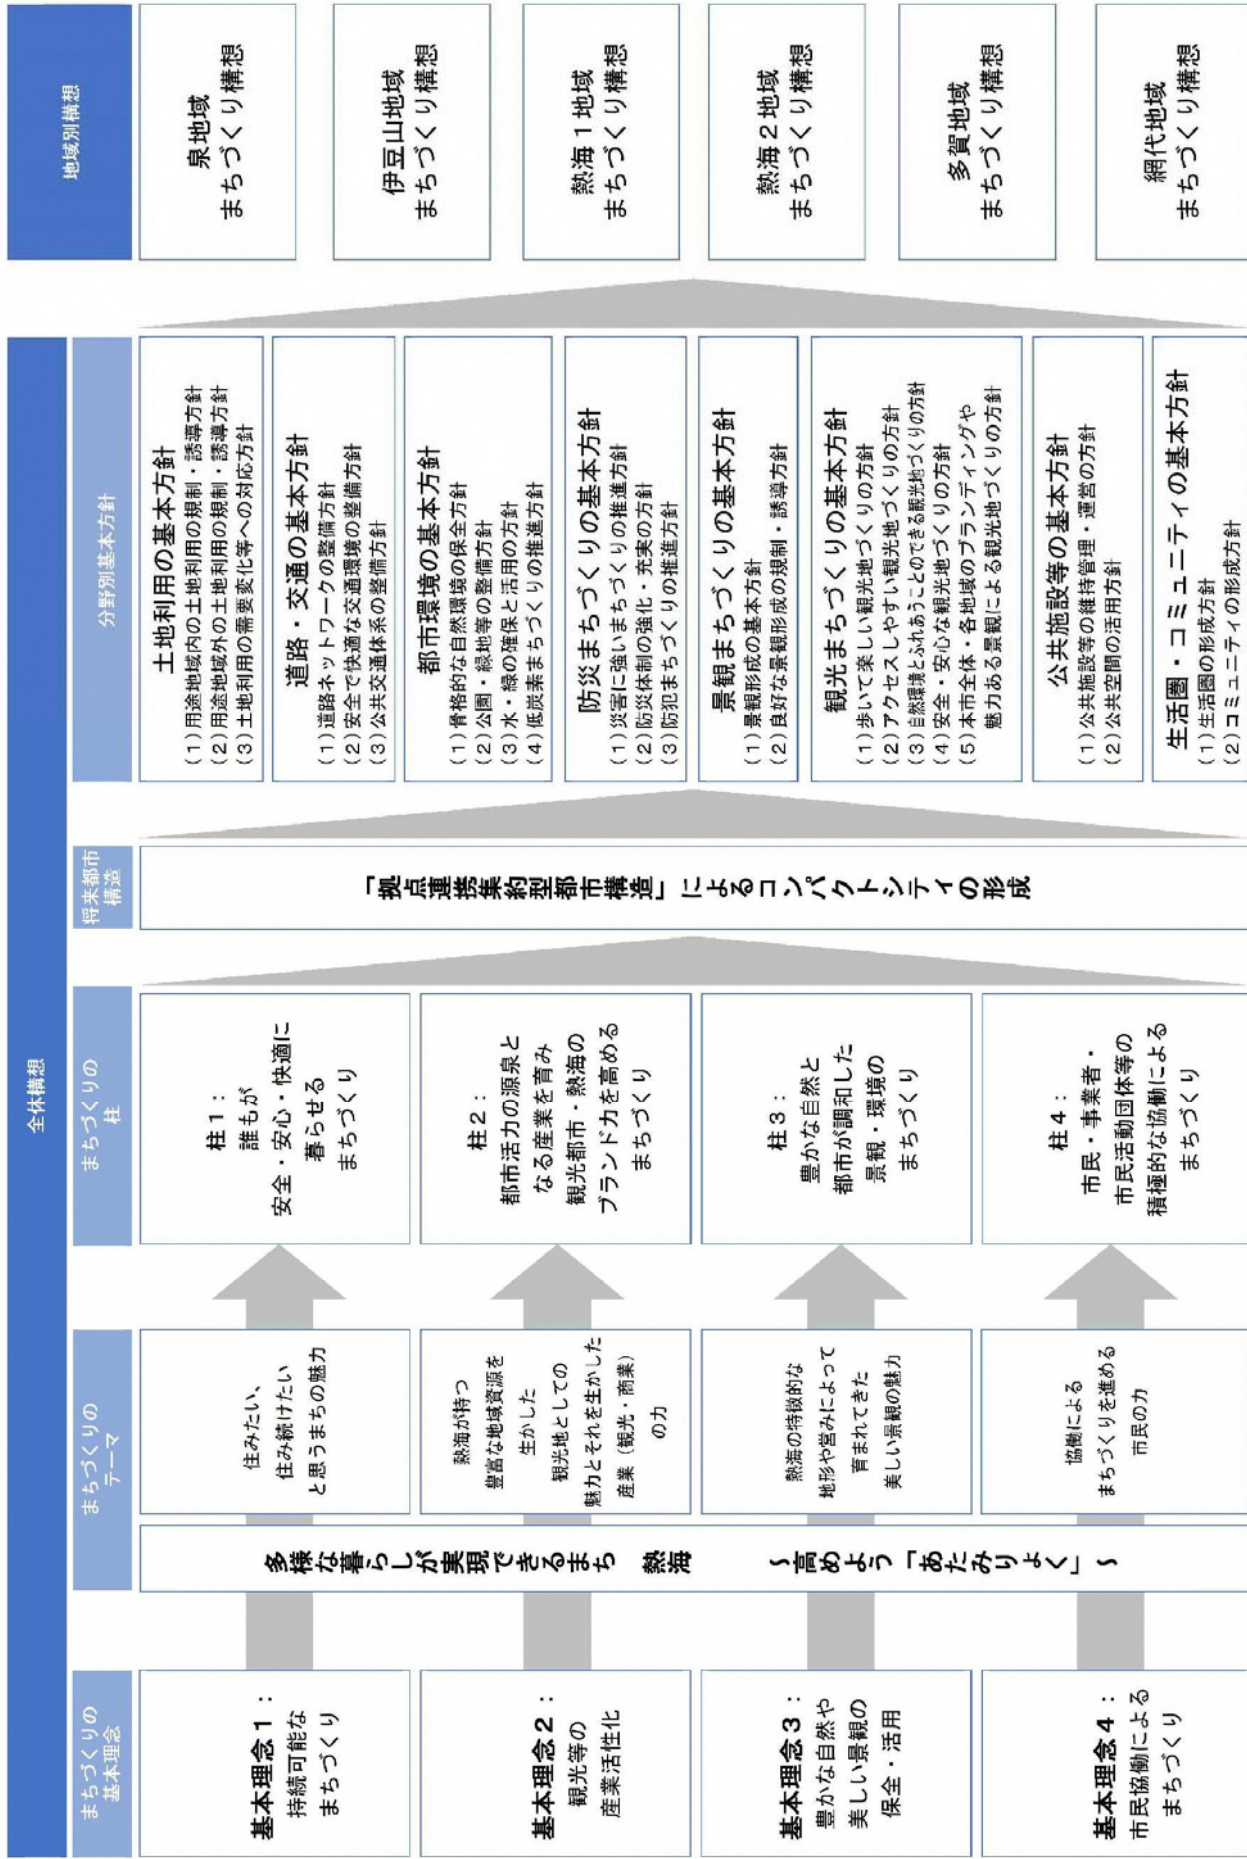 全体構想
地域別構想
まちづくりの
基本理念
まちづくりの
テーマ
まちづくりの
柱
将来都市
構造
分野別基本方針
基本理念１：
持続可能な
まちづくり
基本理念２：
観光等の
産業活性化
基本理念３：
豊かな自然や
美しい景観の
保全・活用
基本理念４：
市民協働による
まちづくり
多様な暮らしが実現できるまち　熱海　～高めよう「あたみりょく」～
住みたい、
住み続けたい
と思うまちの魅力
熱海が持つ
豊富な地域資源を
生かした
観光地としての
魅力とそれを生かした
産業（観光・商業）
の力
熱海の特徴的な
地形や営みによって
育まれてきた
美しい景観の魅力
協働による
まちづくりを進める
市民の力
柱１：
誰もが
安全・安心・快適に
暮らせる
まちづくり
柱２：
都市活力の源泉と
なる産業を育み
観光都市・熱海の
ブランド力を高める
まちづくり
柱３：
豊かな自然と
都市が調和した
景観・環境の
まちづくり
柱４：
市民・事業者・
市民活動団体等の
積極的な協働による
まちづくり
「拠点連携集約型都市構造」によるコンパクトシティの形成
土地利用の基本方針
(１)用途地域内の土地利用の規制・誘導方針
(２)用途地域外の土地利用の規制・誘導方針
(３)土地利用の需要変化等への対応方針
道路・交通の基本方針
(１)道路ネットワークの整備方針
(２)安全で快適な交通環境の整備方針
(３)公共交通体系の整備方針
都市環境の基本方針
(１)骨格的な自然環境の保全方針
(２)公園・緑地等の整備方針
(３)水・緑の確保と活用の方針
(４)低炭素まちづくりの推進方針
防災まちづくりの基本方針
(１)災害に強いまちづくりの推進方針
(２)防災体制の強化・充実の方針
(３)防犯まちづくりの推進方針
景観まちづくりの基本方針
(１)景観形成の基本方針
(２)良好な景観形成の規制・誘導方針
観光まちづくりの基本方針
(１)歩いて楽しい観光地づくりの方針
(２)アクセスしやすい観光地づくりの方針
(３)自然環境とふれあうことのできる観光地づくりの方針
(４)安全・安心な観光地づくりの方針
(５)本市全体・各地域のブランディングや
魅力ある景観による観光地づくりの方針
公共施設等の基本方針
(１)公共施設等の維持管理・運営の方針
(２)公共空間の活用方針
生活圏・コミュニティの基本方針
(１)生活圏の形成方針
(２)コミュニティの形成方針
泉地域
まちづくり構想
伊豆山地域
まちづくり構想
熱海１地域
まちづくり構想
熱海２地域
まちづくり構想
多賀地域
まちづくり構想
網代地域
まちづくり構想